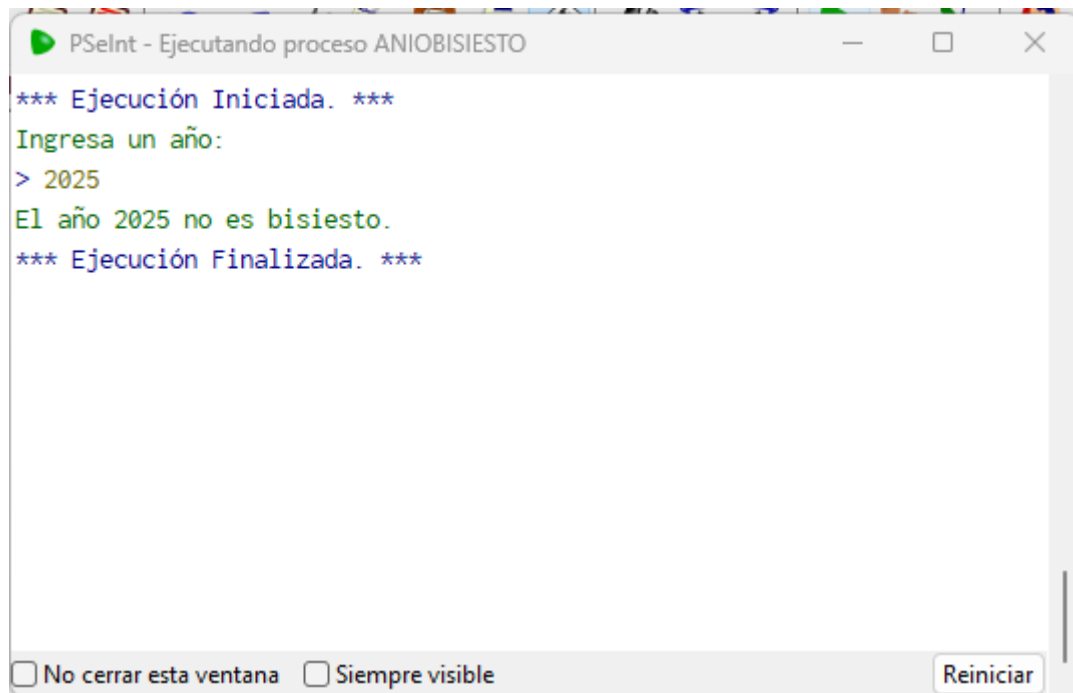 PSeInt - Ejecutando proceso ANIOBISIESTO
*** Ejecución Iniciada. ***
Ingresa un año:
> 2025
El año 2025 no es bisiesto.
*** Ejecución Finalizada. ***
No cerrar esta ventana Siempre visible Reiniciar